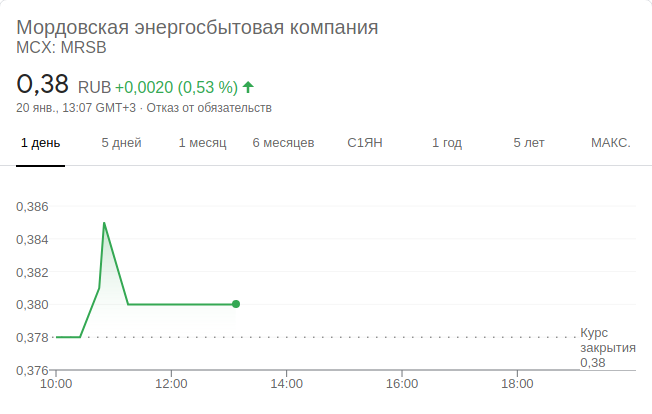 Мордовская энергосбытовая компания
MCX: MRSB
0,38 RUB +0,0020 (0,53 %)
20 янв., 13:07 GMT+3 · Отказ от обязательств
1 день 5 дней 1 месяц 6 месяцев С1ЯН 1 год 5 лет МАКС.
0,386
0,384
0,382
0,380
0,378
Курс
закрытия
0,38
0,376
10:00 12:00 14:00 16:00 18:00